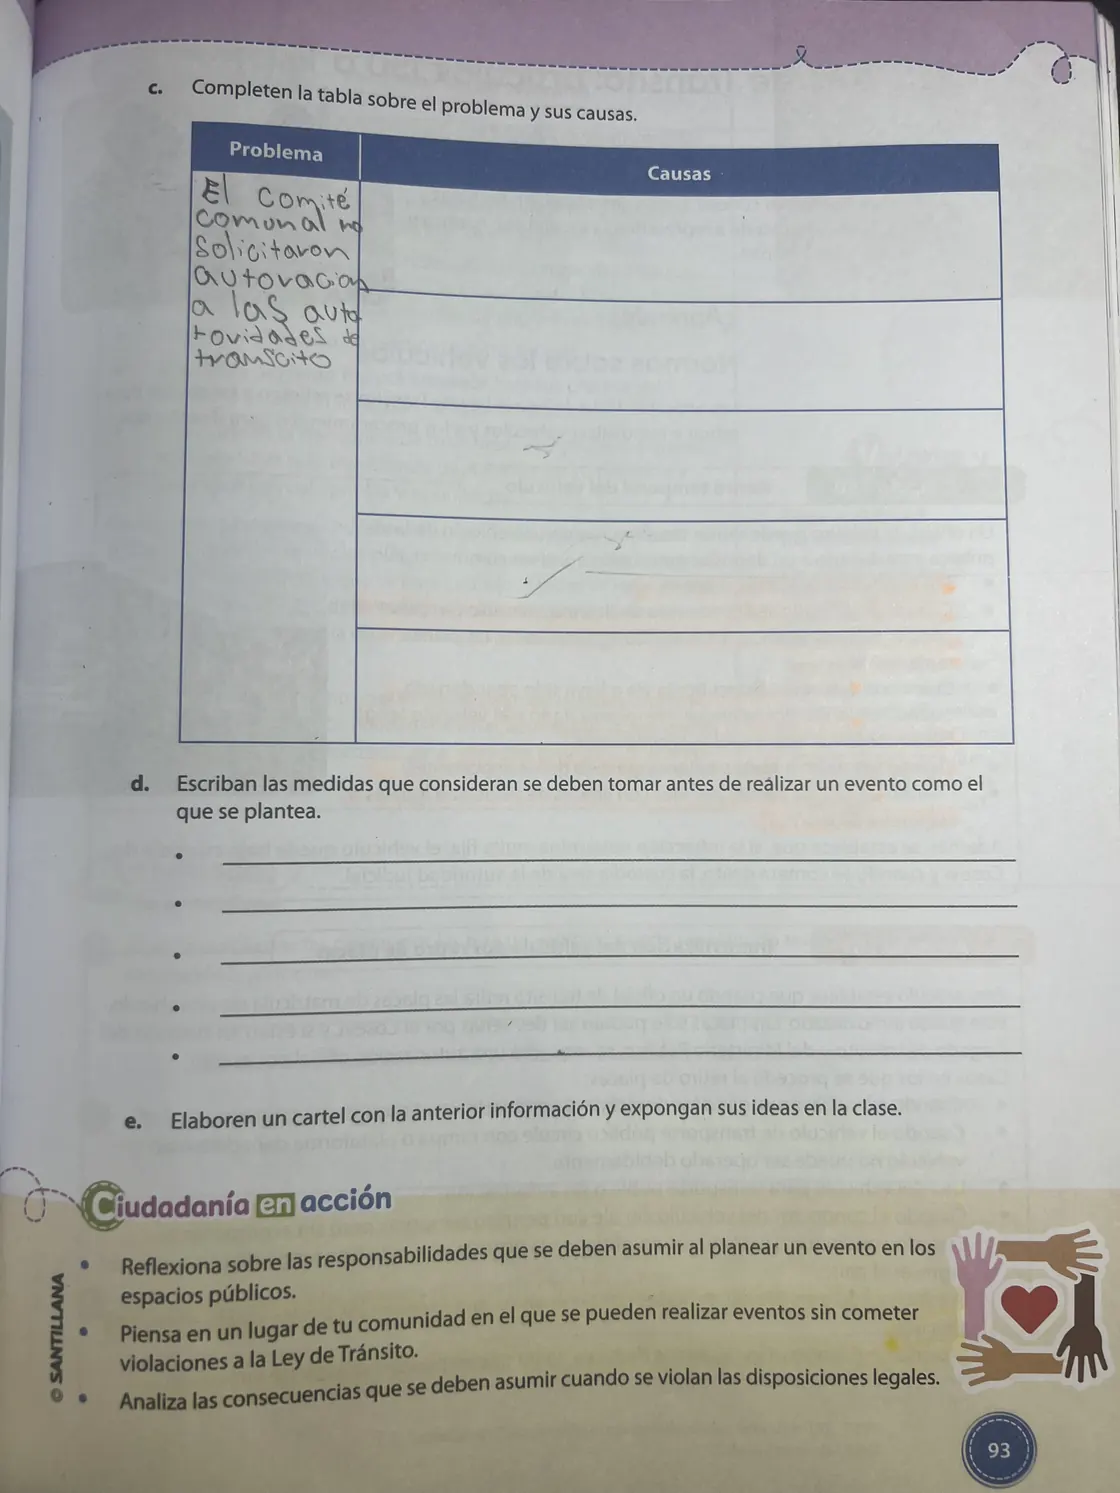 c. Completen la tabla sobre el problema y sus causas.
Problema
Causas
El Comité
comunal no
solicitaron
autoracion
a las auto
roridades de
transcito
d. Escriban las medidas que consideran se deben tomar antes de realizar un evento como el
que se plantea.
•
•
•
•
•
e. Elaboren un cartel con la anterior información y expongan sus ideas en la clase.
Ciudadanía en acción
• Reflexiona sobre las responsabilidades que se deben asumir al planear un evento en los
espacios públicos.
• Piensa en un lugar de tu comunidad en el que se pueden realizar eventos sin cometer
violaciones a la Ley de Tránsito.
• Analiza las consecuencias que se deben asumir cuando se violan las disposiciones legales.
© SANTILLANA
93